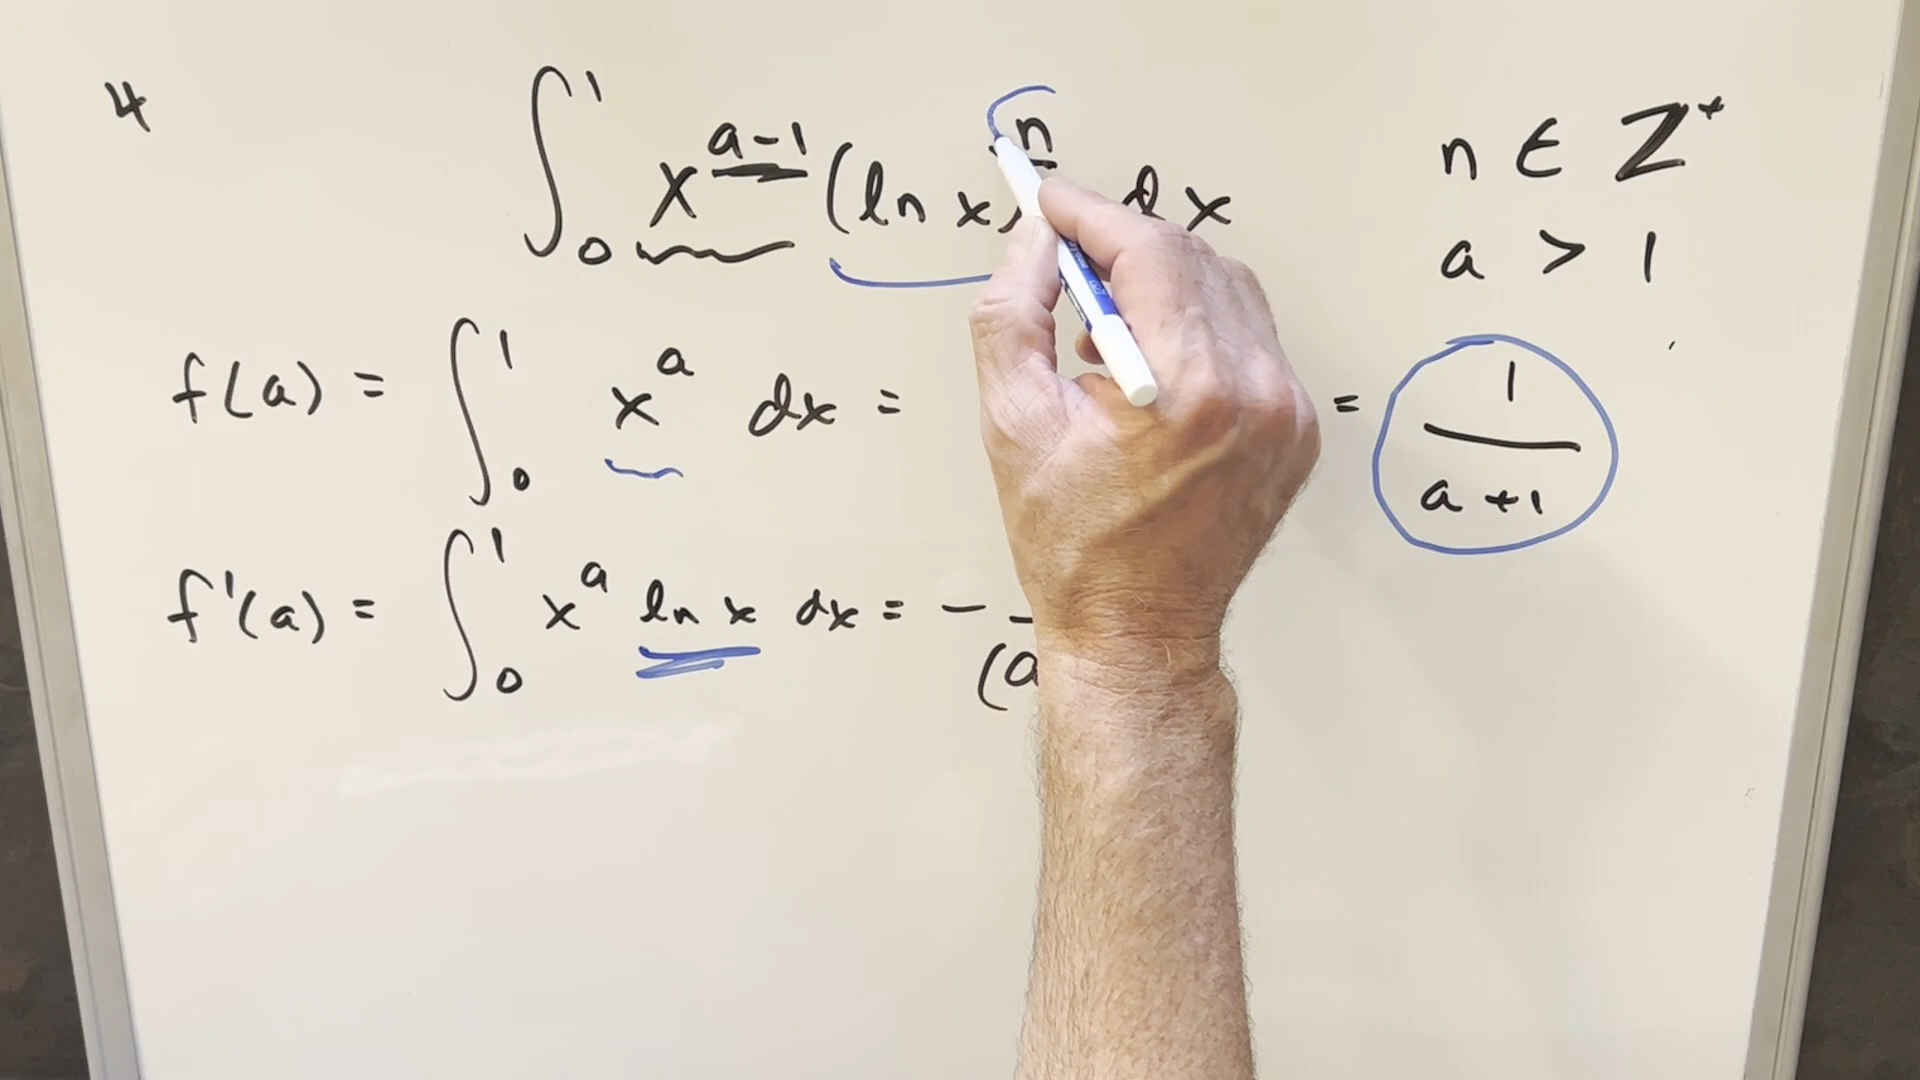 4
∫₀¹ x^(a-1) (ln x)^n dx
n ∈ Z⁺
a > 1
f(a) = ∫₀¹ x^a dx = = 1/(a+1)
f'(a) = ∫₀¹ x^a ln x dx = - (a